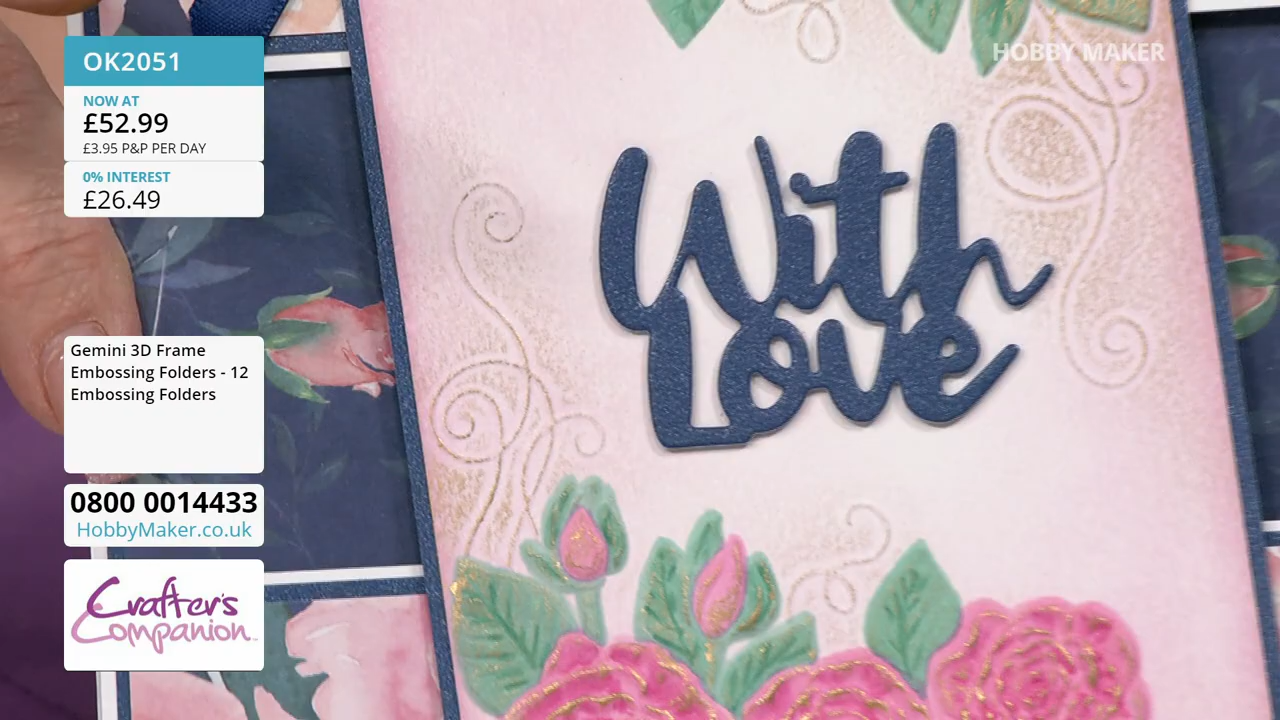 OK2051
NOW AT
£52.99
£3.95 P&P PER DAY
0% INTEREST
£26.49
Gemini 3D Frame
Embossing Folders - 12
Embossing Folders
0800 0014433
HobbyMaker.co.uk
Crafter's
Companion
HOBBY MAKER
With
Love